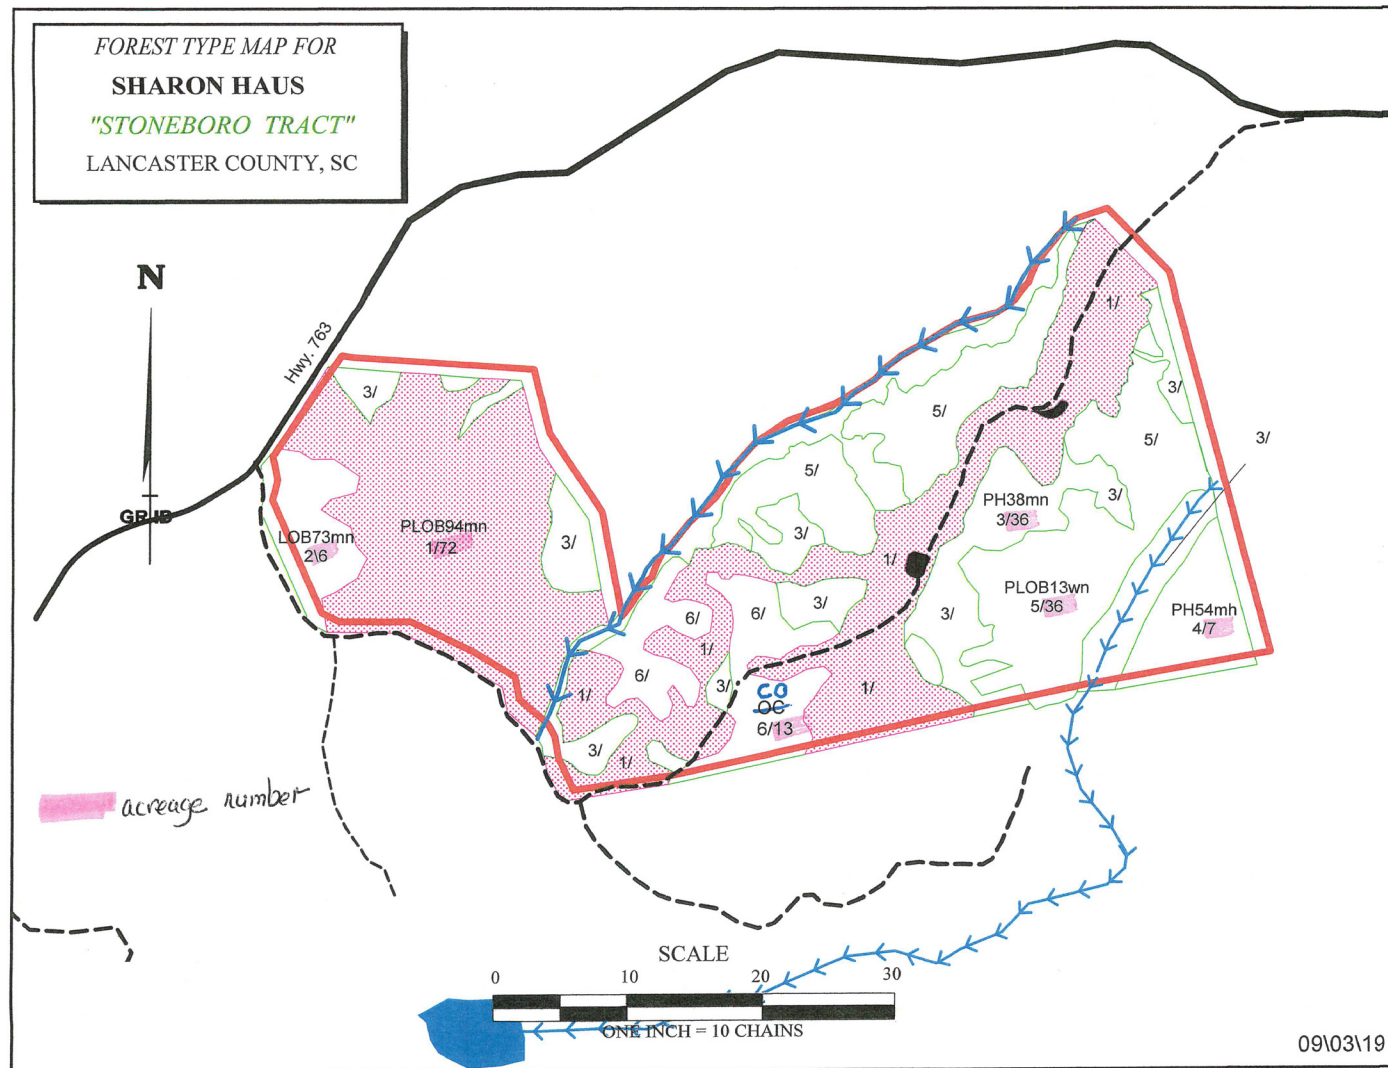 FOREST TYPE MAP FOR
SHARON HAUS
"STONEBORO TRACT"
LANCASTER COUNTY, SC
N
GRID
Hwy. 763
1/
3/
3/
5/
5/
3/
3/
5/
PH38mn
3/36
3/
LOB73mn
2/6
PLOB94mn
1/72
3/
1/
PLOB13wn
5/36
PH54mh
4/7
6/
6/
3/
3/
1/
6/
3/
1/
1/
CO
OC
6/13
3/
1/
acreage number
SCALE
0 10 20 30
ONE INCH = 10 CHAINS
09\03\19